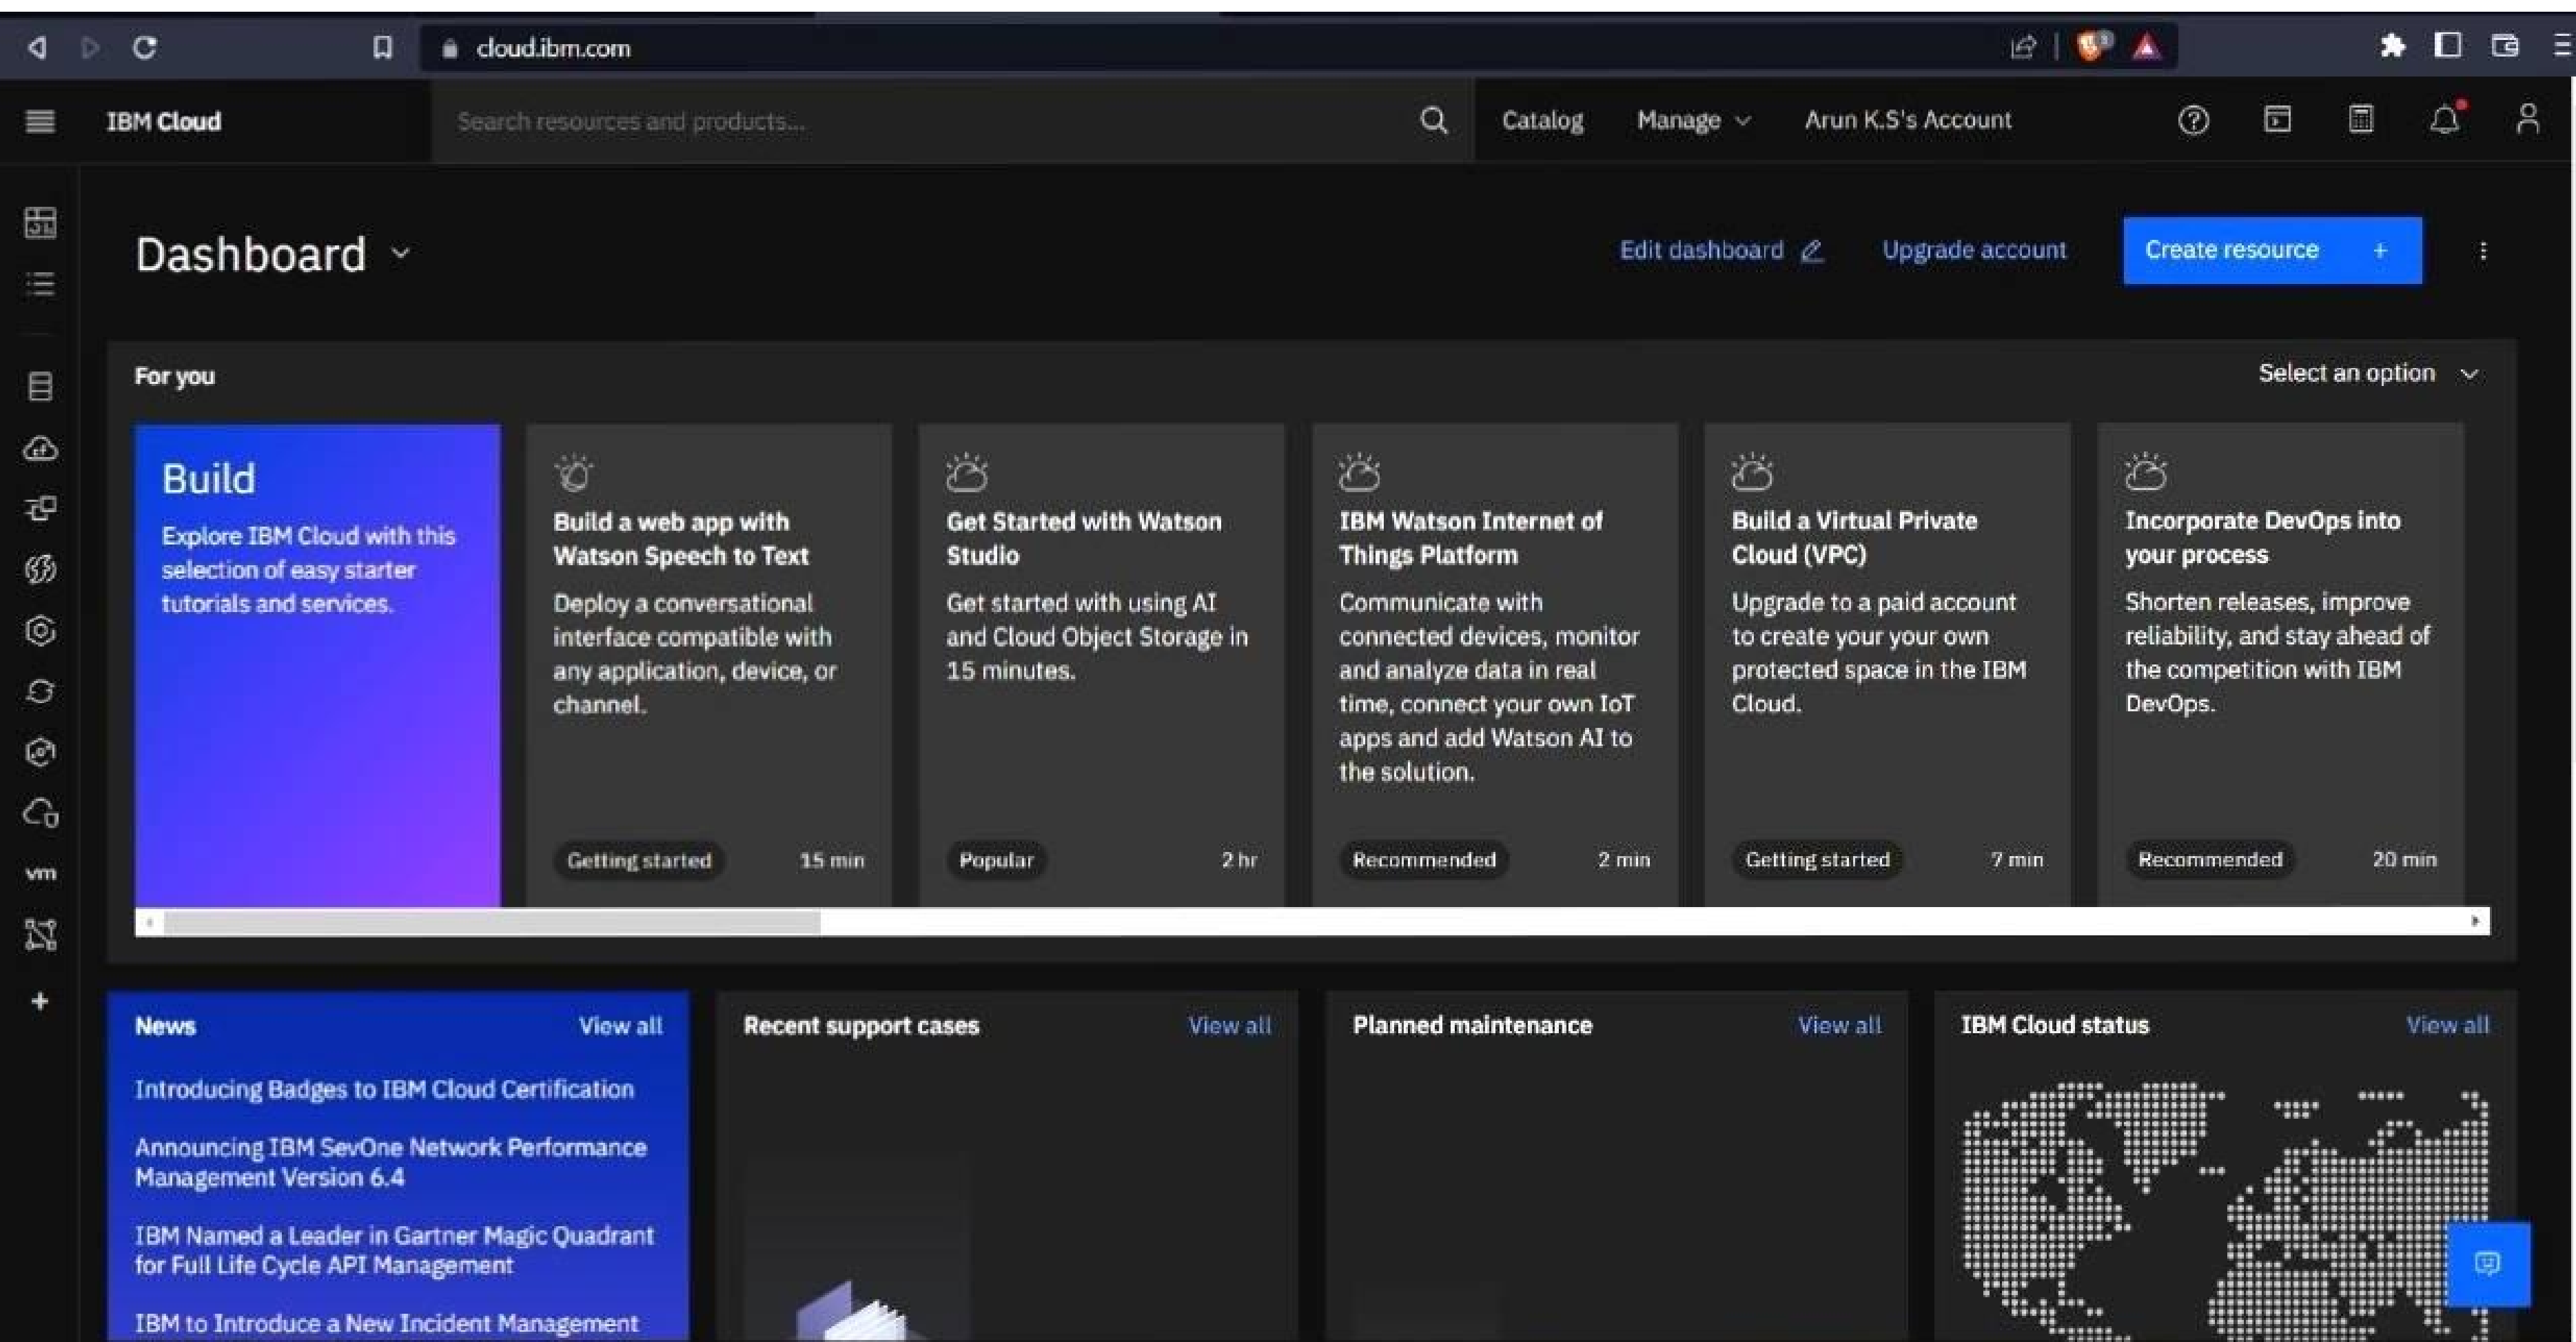 cloud.ibm.com
IBM Cloud
Search resources and products...
Catalog
Manage
Arun K.S's Account
Dashboard
Edit dashboard
Upgrade account
Create resource +
For you
Select an option
Build
Explore IBM Cloud with this
selection of easy starter
tutorials and services.
Build a web app with
Watson Speech to Text
Deploy a conversational
interface compatible with
any application, device, or
channel.
Getting started
15 min
Get Started with Watson
Studio
Get started with using AI
and Cloud Object Storage in
15 minutes.
Popular
2 hr
IBM Watson Internet of
Things Platform
Communicate with
connected devices, monitor
and analyze data in real
time, connect your own IoT
apps and add Watson AI to
the solution.
Recommended
2 min
Build a Virtual Private
Cloud (VPC)
Upgrade to a paid account
to create your your own
protected space in the IBM
Cloud.
Getting started
7 min
Incorporate DevOps into
your process
Shorten releases, improve
reliability, and stay ahead of
the competition with IBM
DevOps.
Recommended
20 min
vm
News
View all
Introducing Badges to IBM Cloud Certification
Announcing IBM SevOne Network Performance
Management Version 6.4
IBM Named a Leader in Gartner Magic Quadrant
for Full Life Cycle API Management
IBM to Introduce a New Incident Management
Recent support cases
View all
Planned maintenance
View all
IBM Cloud status
View all